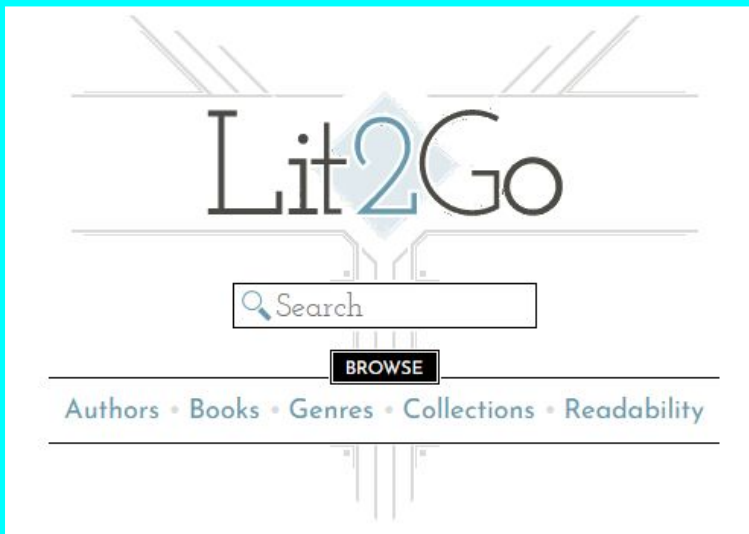 Lit2Go
Search
BROWSE
Authors • Books • Genres • Collections • Readability